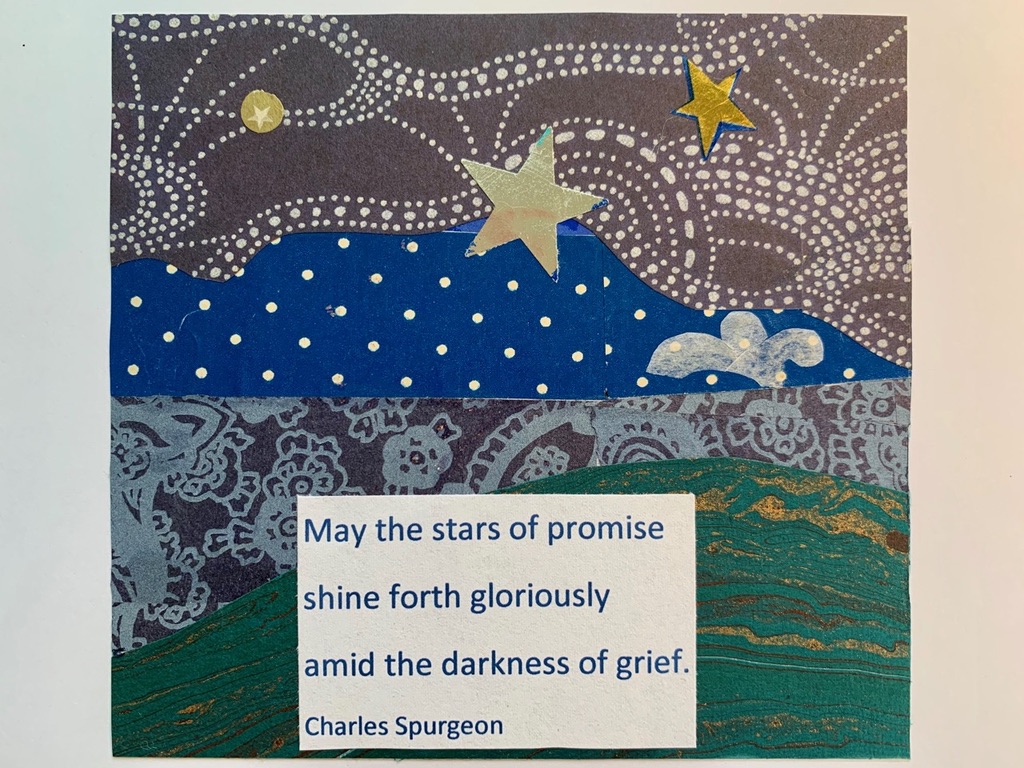 May the stars of promise
shine forth gloriously
amid the darkness of grief.
Charles Spurgeon